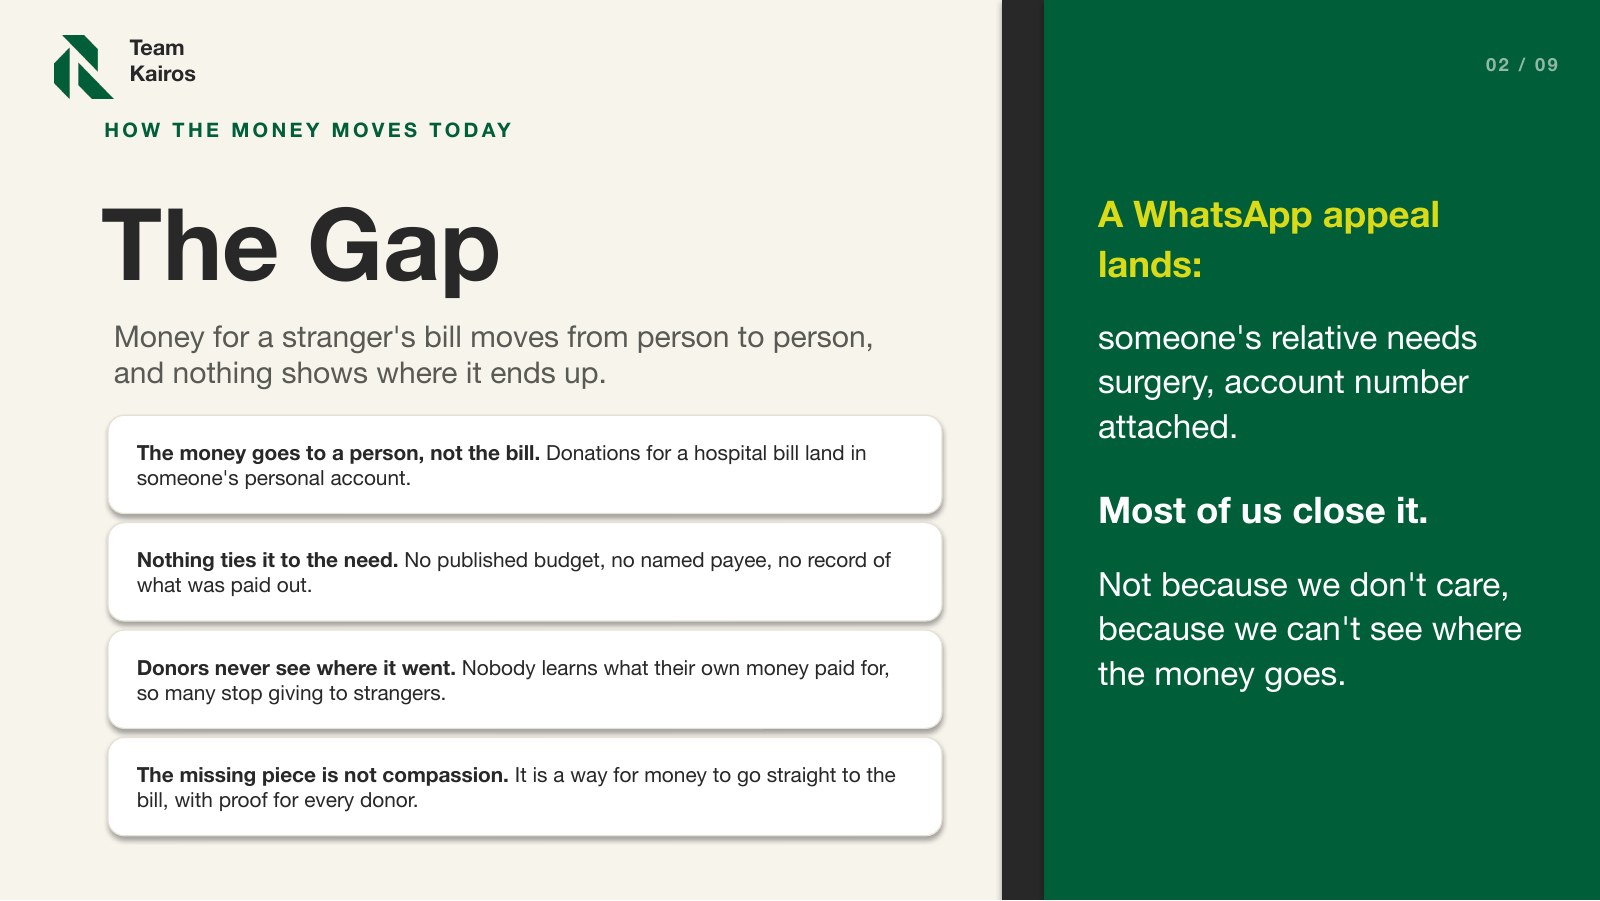 Team
Kairos
HOW THE MONEY MOVES TODAY
The Gap
Money for a stranger's bill moves from person to person,
and nothing shows where it ends up.
The money goes to a person, not the bill. Donations for a hospital bill land in
someone's personal account.
Nothing ties it to the need. No published budget, no named payee, no record of
what was paid out.
Donors never see where it went. Nobody learns what their own money paid for,
so many stop giving to strangers.
The missing piece is not compassion. It is a way for money to go straight to the
bill, with proof for every donor.
02 / 09
A WhatsApp appeal
lands:
someone's relative needs
surgery, account number
attached.
Most of us close it.
Not because we don't care,
because we can't see where
the money goes.